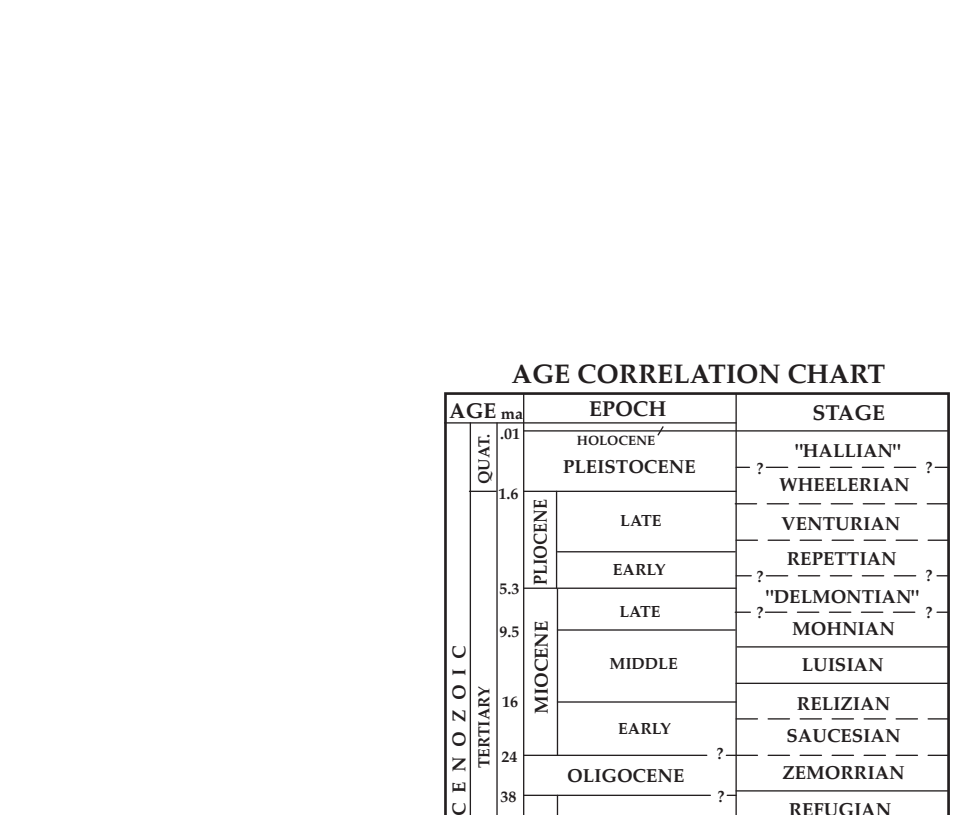 AGE CORRELATION CHART
AGE ma EPOCH STAGE
.01
HOLOCENE
PLEISTOCENE
1.6
QUAT.
"HALLIAN"
? ?
WHEELERIAN
PLIOCENE
LATE
VENTURIAN
EARLY
REPETTIAN
? ?
5.3
"DELMONTIAN"
? ?
MIOCENE
LATE
9.5
MOHNIAN
MIDDLE
LUISIAN
16
RELIZIAN
EARLY
SAUCESIAN
24
?
TERTIARY
OLIGOCENE
ZEMORRIAN
38
?
REFUGIAN
CENOZOIC